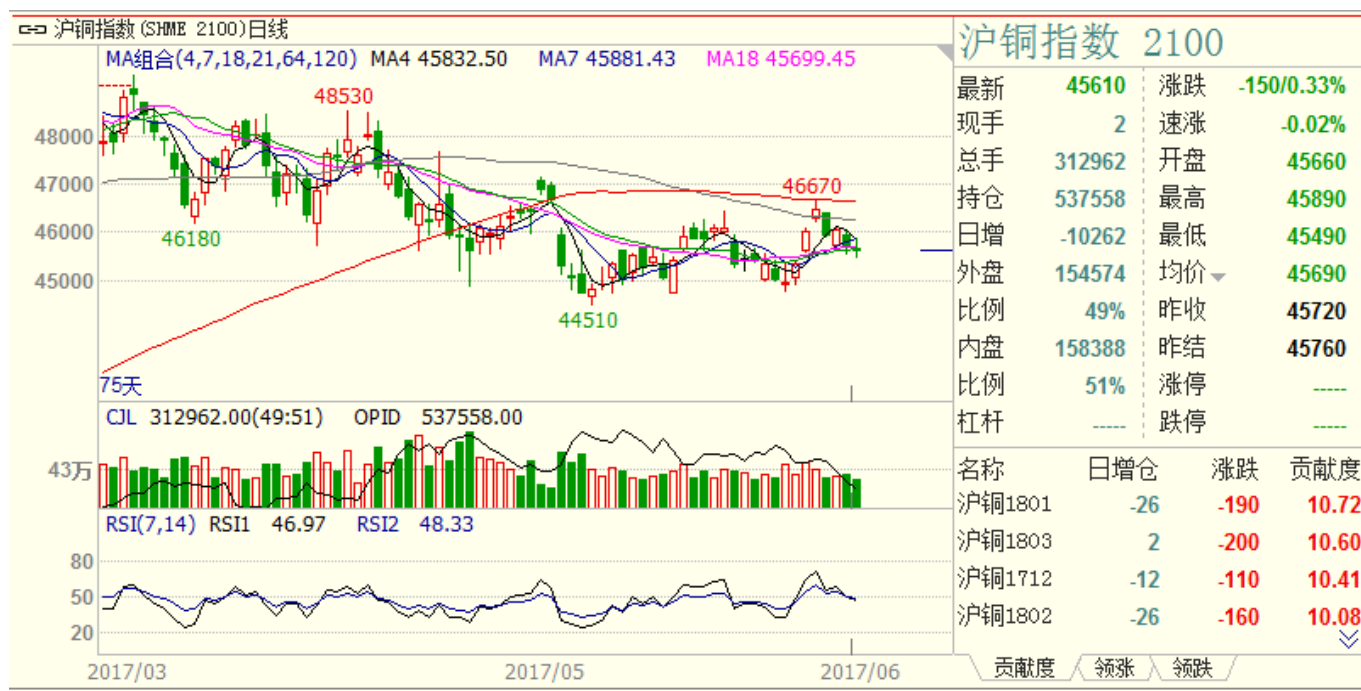 沪铜指数(SHME 2100)日线
MA组合(4,7,18,21,64,120) MA4 45832.50 MA7 45881.43 MA18 45699.45
48530
48000
47000
46670
46180
46000
45000
44510
75天
CJL 312962.00(49:51) OPID 537558.00
43万
RSI(7,14) RSI1 46.97 RSI2 48.33
80
50
20
2017/03 2017/05 2017/06
沪铜指数 2100
最新 45610 涨跌 -150/0.33%
现手 2 速涨 -0.02%
总手 312962 开盘 45660
持仓 537558 最高 45890
日增 -10262 最低 45490
外盘 154574 均价 45690
比例 49% 昨收 45720
内盘 158388 昨结 45760
比例 51% 涨停 -----
杠杆 ----- 跌停 -----
名称 日增仓 涨跌 贡献度
沪铜1801 -26 -190 10.72
沪铜1803 2 -200 10.60
沪铜1712 -12 -110 10.41
沪铜1802 -26 -160 10.08
贡献度 领涨 领跌